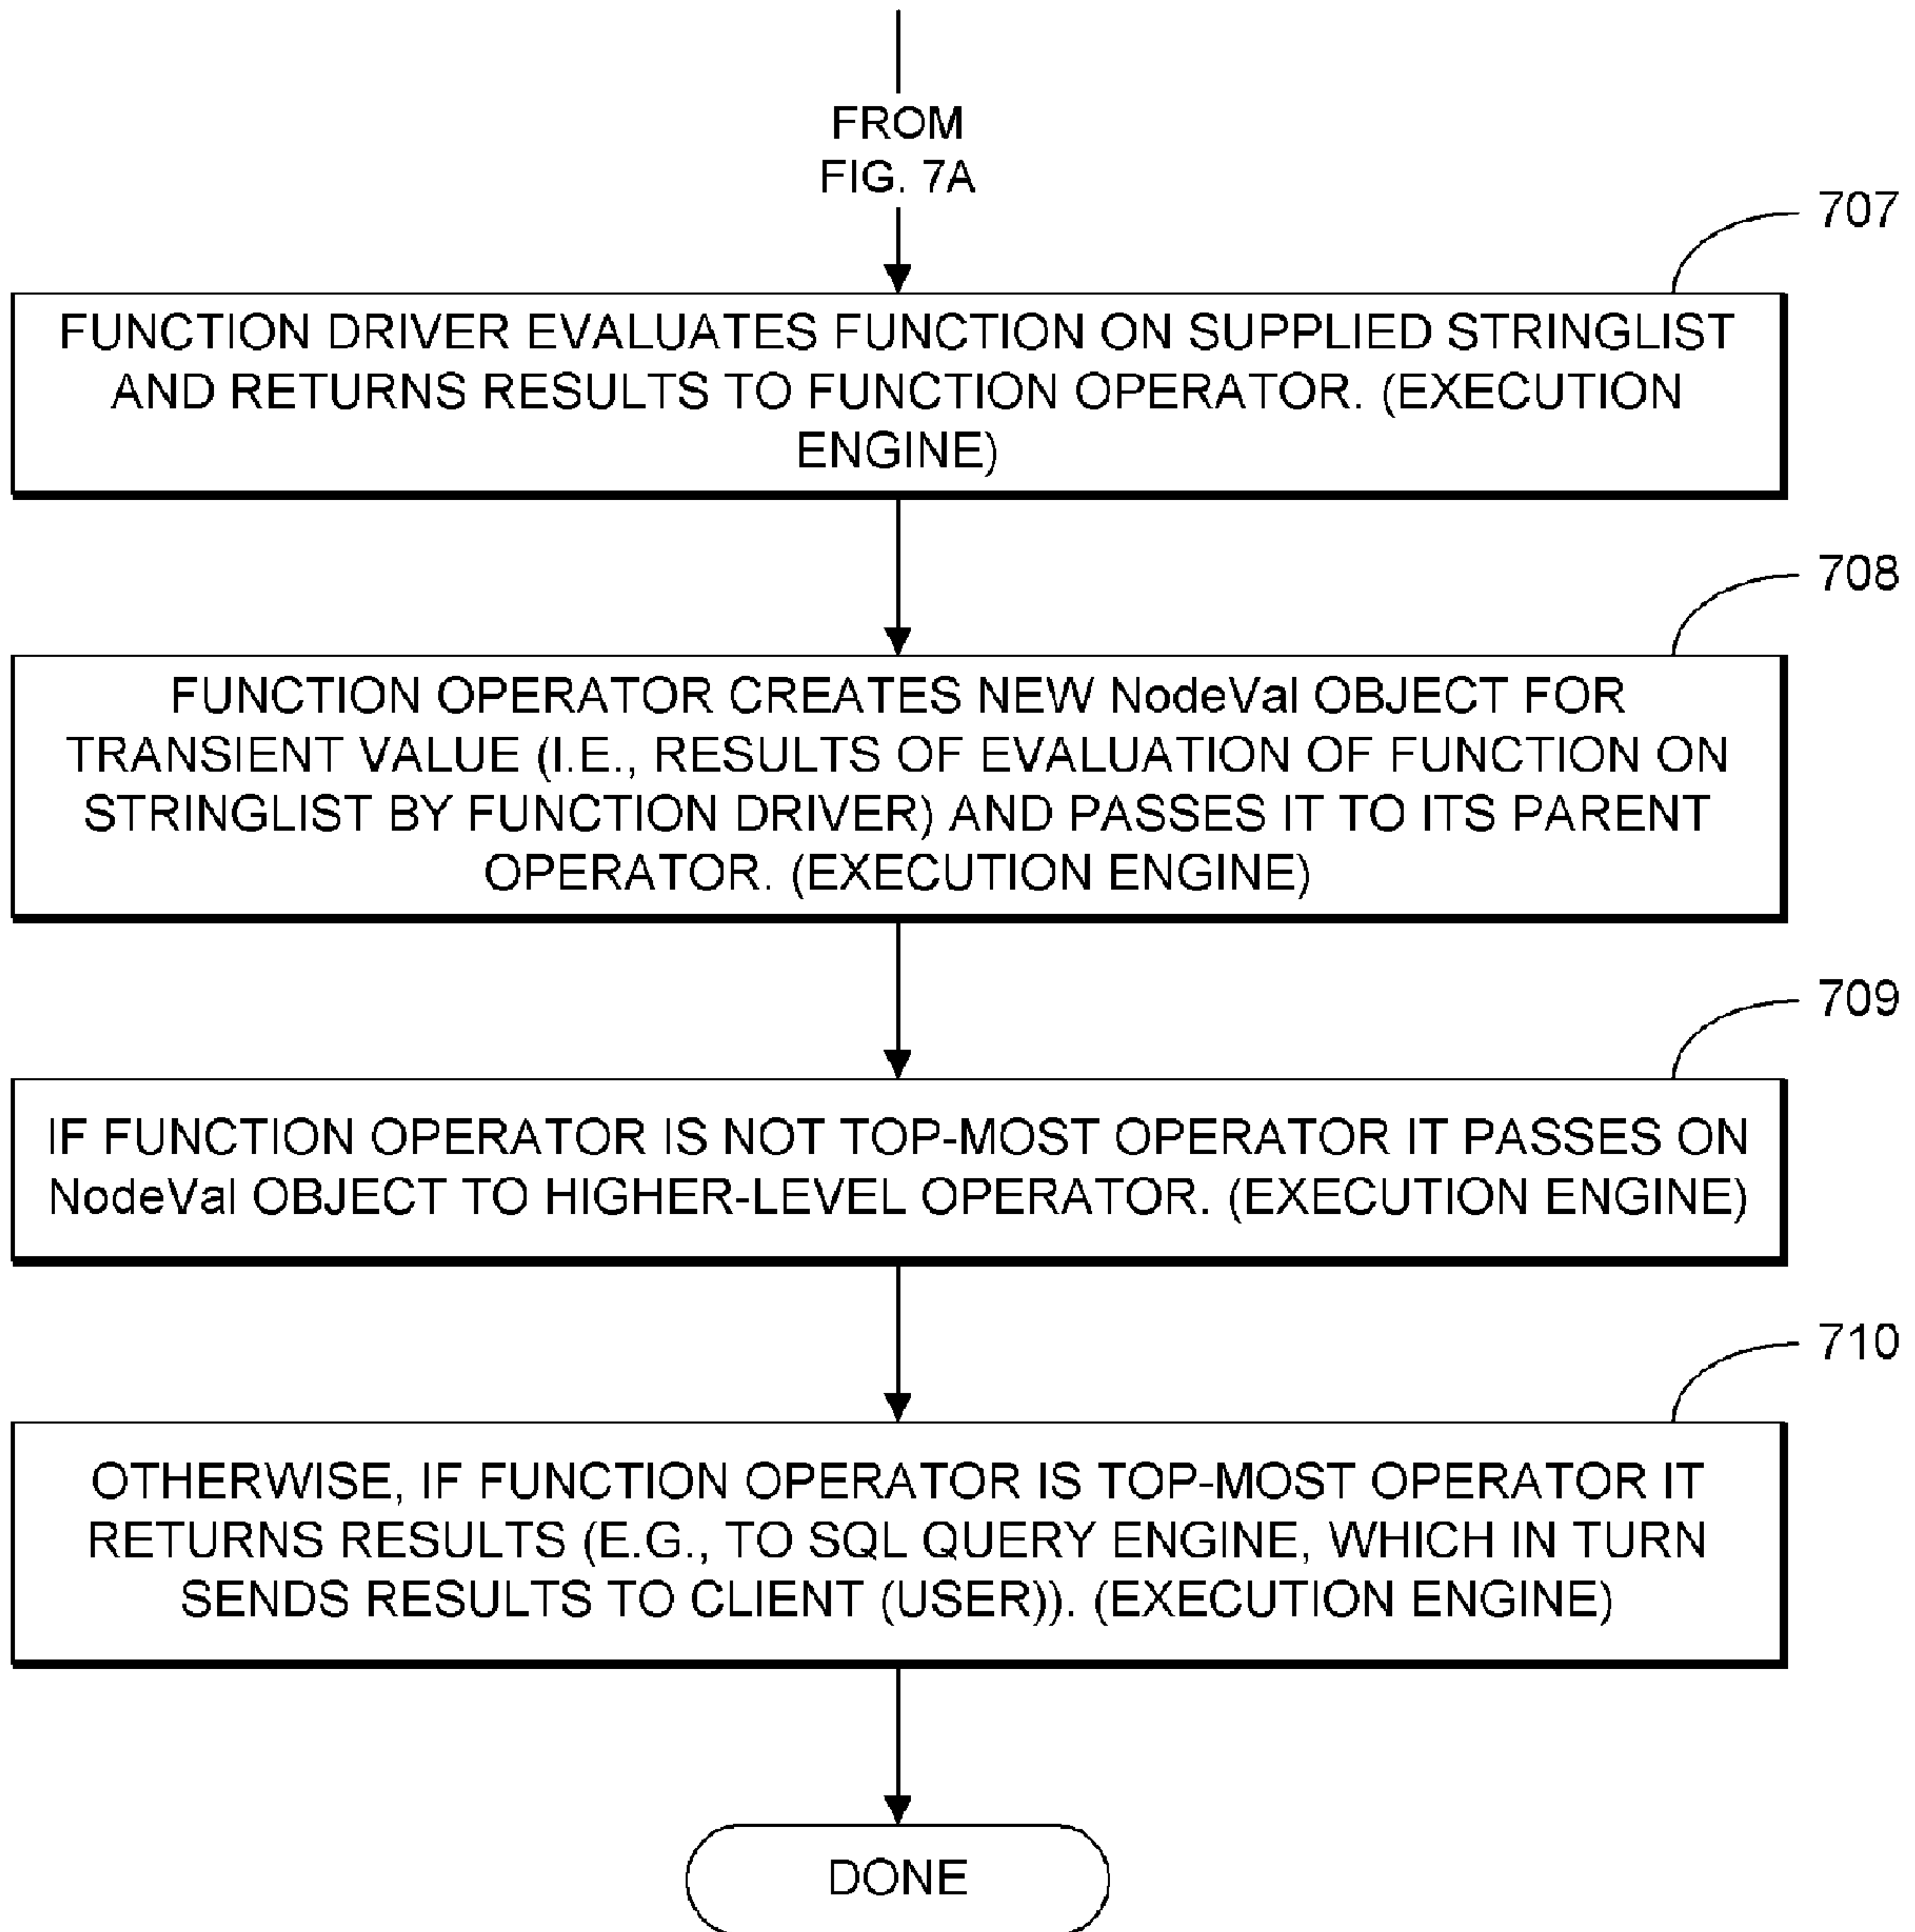 FROM
FIG. 7A
707
FUNCTION DRIVER EVALUATES FUNCTION ON SUPPLIED STRINGLIST
AND RETURNS RESULTS TO FUNCTION OPERATOR. (EXECUTION
ENGINE)
708
FUNCTION OPERATOR CREATES NEW NodeVal OBJECT FOR
TRANSIENT VALUE (I.E., RESULTS OF EVALUATION OF FUNCTION ON
STRINGLIST BY FUNCTION DRIVER) AND PASSES IT TO ITS PARENT
OPERATOR. (EXECUTION ENGINE)
709
IF FUNCTION OPERATOR IS NOT TOP-MOST OPERATOR IT PASSES ON
NodeVal OBJECT TO HIGHER-LEVEL OPERATOR. (EXECUTION ENGINE)
710
OTHERWISE, IF FUNCTION OPERATOR IS TOP-MOST OPERATOR IT
RETURNS RESULTS (E.G., TO SQL QUERY ENGINE, WHICH IN TURN
SENDS RESULTS TO CLIENT (USER)). (EXECUTION ENGINE)
DONE